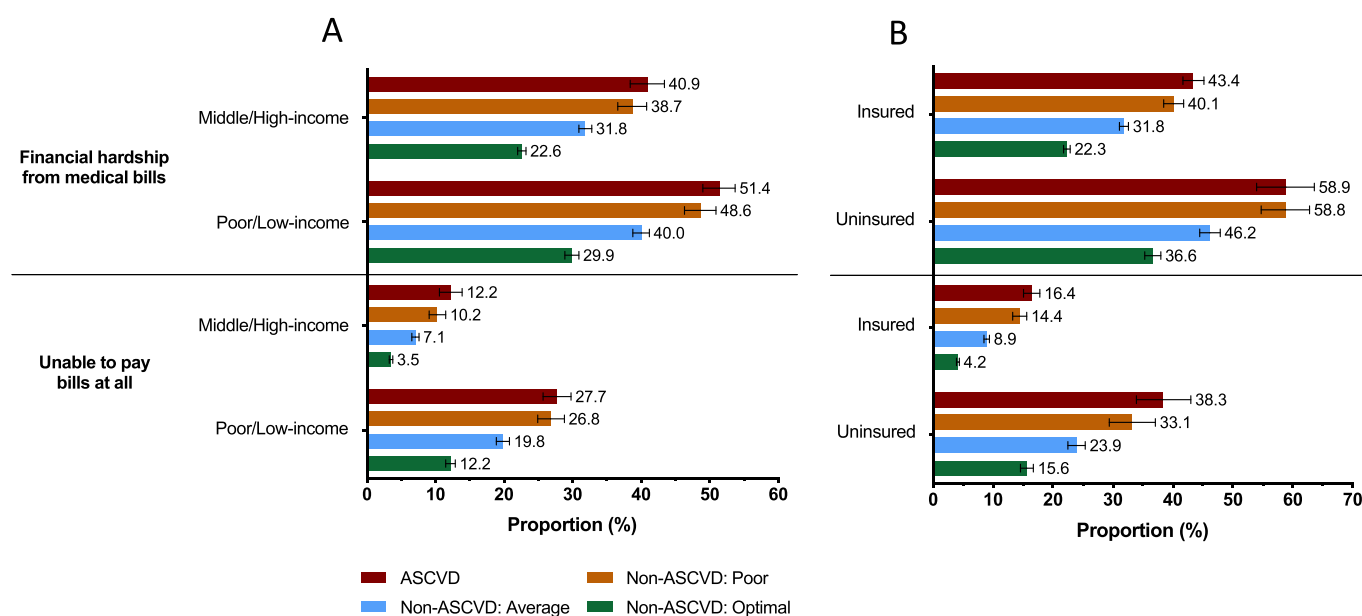 A
B
Financial hardship
from medical bills
Middle/High-income
40.9
38.7
31.8
22.6
Poor/Low-income
51.4
48.6
40.0
29.9
Unable to pay
bills at all
Middle/High-income
12.2
10.2
7.1
3.5
Poor/Low-income
27.7
26.8
19.8
12.2
0 10 20 30 40 50 60
Proportion (%)
Insured
43.4
40.1
31.8
22.3
Uninsured
58.9
58.8
46.2
36.6
Insured
16.4
14.4
8.9
4.2
Uninsured
38.3
33.1
23.9
15.6
0 10 20 30 40 50 60 70
Proportion (%)
ASCVD
Non-ASCVD: Poor
Non-ASCVD: Average
Non-ASCVD: Optimal